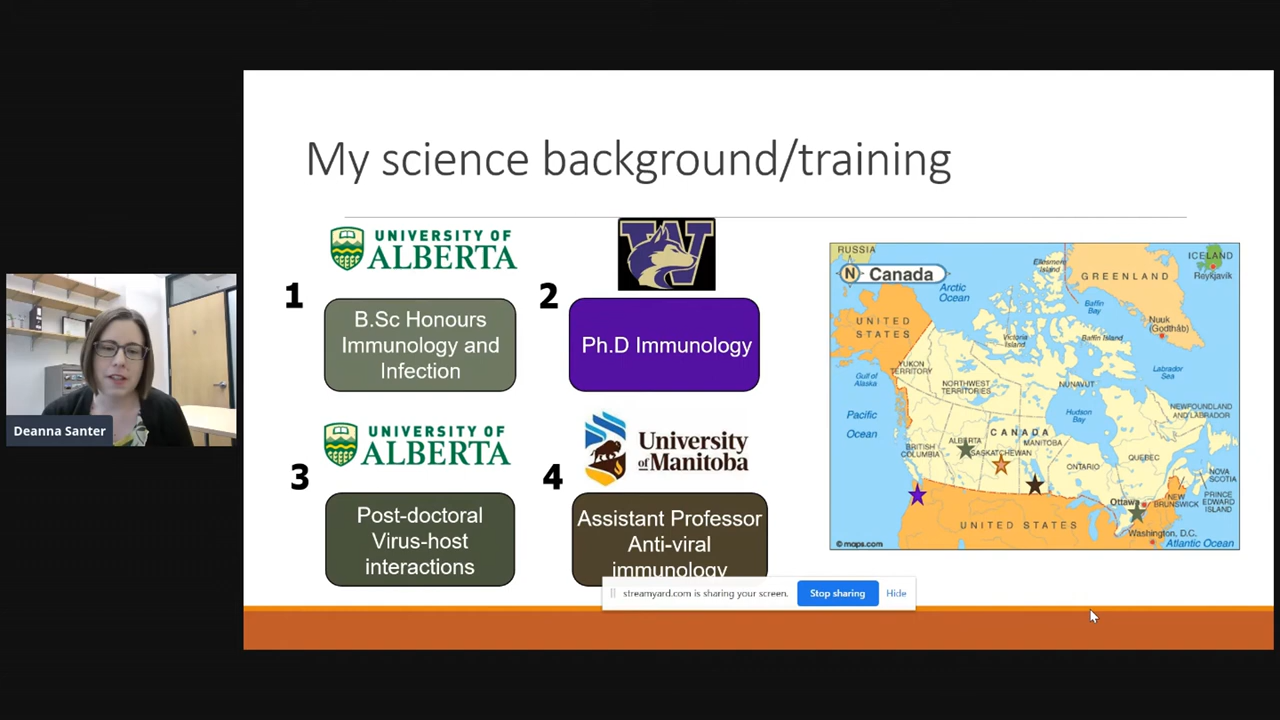 My science background/training
UNIVERSITY OF
ALBERTA
1
B.Sc Honours
Immunology and
Infection
W
2
Ph.D Immunology
UNIVERSITY OF
ALBERTA
3
Post-doctoral
Virus-host
interactions
University
of Manitoba
4
Assistant Professor
Anti-viral
immunology
RUSSIA
N
Canada
Arctic
Ocean
Ellesmere
Island
GREENLAND
ICELAND
Reykjavik
UNITED
STATES
Victoria
Island
Baffin
Bay
Baffin Island
Nuuk
(Godthåb)
Gulf of
Alaska
YUKON
TERRITORY
NORTHWEST
TERRITORIES
NUNAVUT
Labrador
Sea
Pacific
Ocean
Hudson
Bay
NEWFOUNDLAND
AND LABRADOR
CANADA
BRITISH
COLUMBIA
ALBERTA
SASKATCHEWAN
MANITOBA
ONTARIO
QUEBEC
NOVA
SCOTIA
Ottawa
NEW
BRUNSWICK
PRINCE
EDWARD
ISLAND
UNITED STATES
Washington, D.C.
Atlantic Ocean
© maps.com
Deanna Santer
streamyard.com is sharing your screen.
Stop sharing
Hide